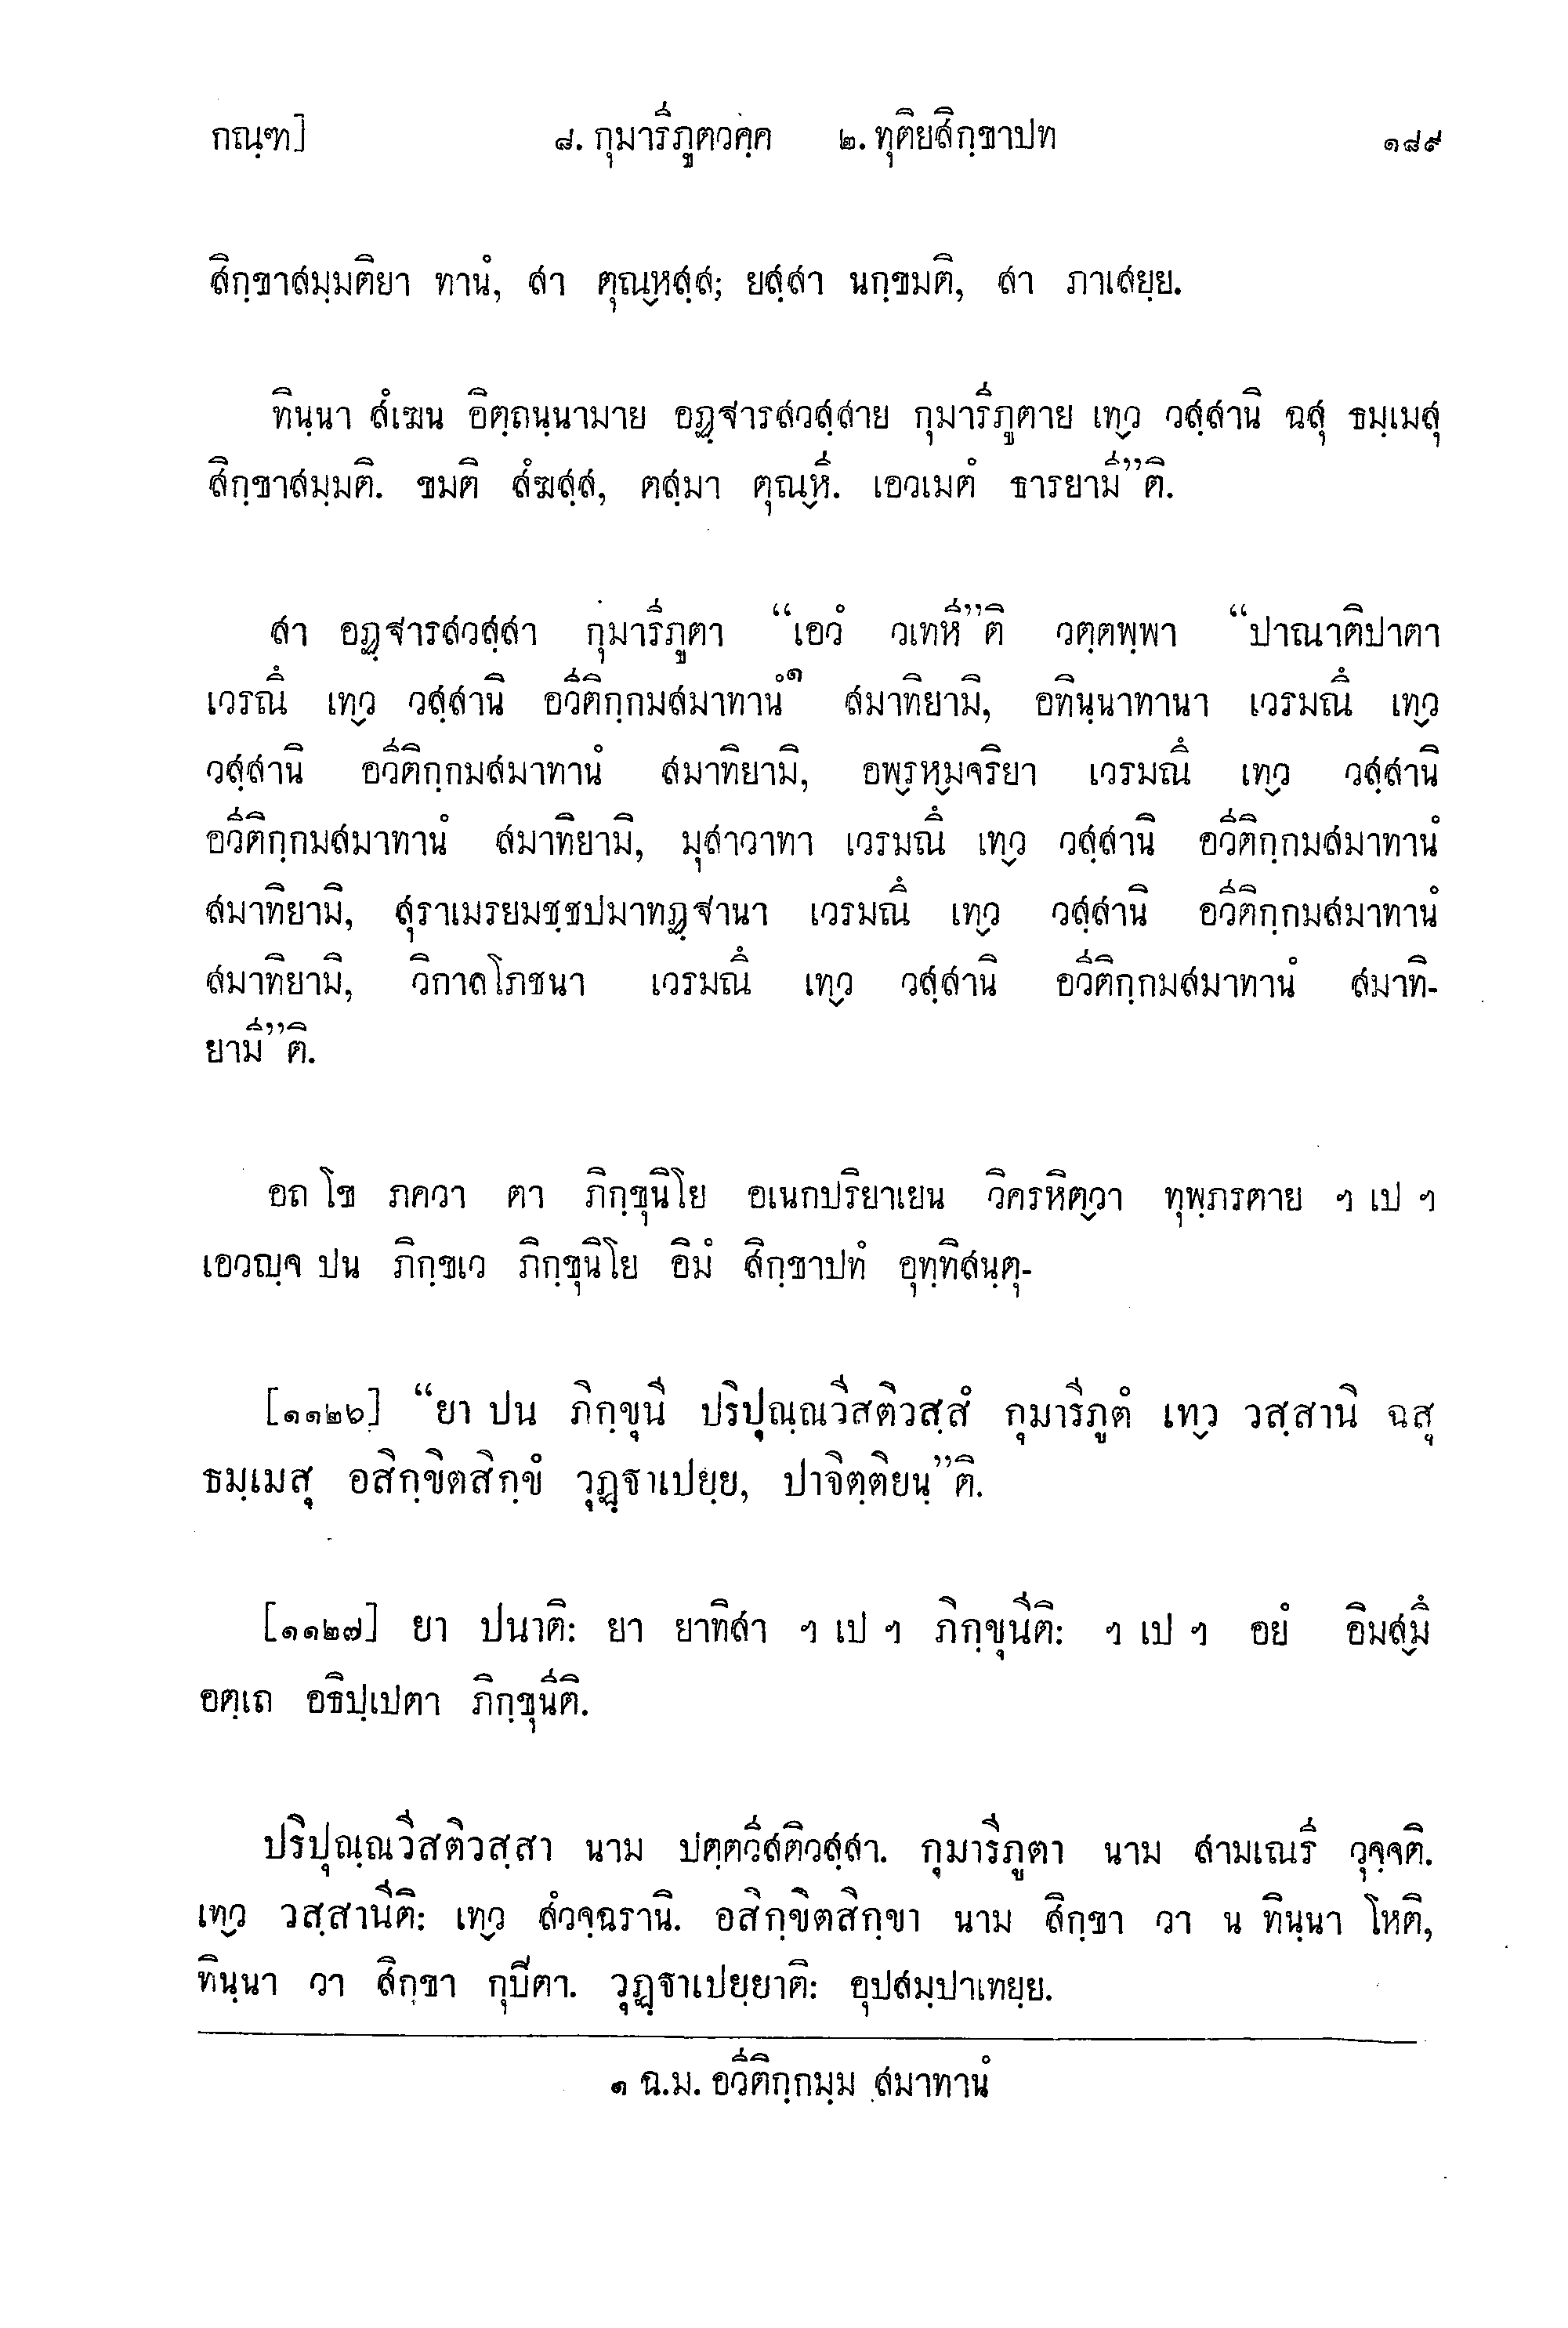 กณฺฑ] ๘. กุมารีภูตวคฺค ๒. ทุติยสิกฺขาปท ๑๘๙
สิกฺขาสมฺมติยา ทานํ, สา ตุณฺหสฺส; ยสฺสา นกฺขมติ, สา ภาเสยฺย.
ทินฺนา สํเฆน อิตฺถนฺนามาย อฏฺฐารสวสฺสาย กุมารีภูตาย เทฺว วสฺสานิ ฉสุ ธมฺเมสุ
สิกฺขาสมฺมติ. ขมติ สํฆสฺส, ตสฺมา ตุณฺหี. เอวเมตํ ธารยามี”ติ.
สา อฏฺฐารสวสฺสา กุมารีภูตา “เอวํ วเทหี”ติ วตฺตพฺพา “ปาณาติปาตา
เวรณึ เทฺว วสฺสานิ อวีติกฺกมสมาทานํ๑ สมาทิยามิ, อทินฺนาทานา เวรมณึ เทฺว
วสฺสานิ อวีติกฺกมสมาทานํ สมาทิยามิ, อพฺรหฺมจริยา เวรมณึ เทฺว วสฺสานิ
อวีติกฺกมสมาทานํ สมาทิยามิ, มุสาวาทา เวรมณึ เทฺว วสฺสานิ อวีติกฺกมสมาทานํ
สมาทิยามิ, สุราเมรยมชฺชปมาทฏฺฐานา เวรมณึ เทฺว วสฺสานิ อวีติกฺกมสมาทานํ
สมาทิยามิ, วิกาลโภชนา เวรมณึ เทฺว วสฺสานิ อวีติกฺกมสมาทานํ สมาทิ-
ยามี”ติ.
อถ โข ภควา ตา ภิกฺขุนิโย อเนกปริยาเยน วิครหิตฺวา ทุพฺภรตาย ฯ เป ฯ
เอวญฺจ ปน ภิกฺขเว ภิกฺขุนิโย อิมํ สิกฺขาปทํ อุทฺทิสนฺตุ-
[๑๑๒๖] “ยา ปน ภิกฺขุนี ปริปุณฺณวีสติวสฺสํ กุมารีภูตํ เทฺว วสฺสานิ ฉสุ
ธมฺเมสุ อสิกฺขิตสิกฺขํ วุฏฺฐาเปยฺย, ปาจิตฺติยนฺ”ติ.
[๑๑๒๗] ยา ปนาติ: ยา ยาทิสา ฯ เป ฯ ภิกฺขุนีติ: ฯ เป ฯ อยํ อิมสฺมึ
อตฺเถ อธิปฺเปตา ภิกฺขุนีติ.
ปริปุณฺณวีสติวสฺสา นาม ปตฺตวีสติวสฺสา. กุมารีภูตา นาม สามเณรี วุจฺจติ.
เทฺว วสฺสานีติ: เทฺว สํวจฺฉรานิ. อสิกฺขิตสิกฺขา นาม สิกฺขา วา น ทินฺนา โหติ,
ทินฺนา วา สิกฺขา กุปิตา. วุฏฺฐาเปยฺยาติ: อุปสมฺปาเทยฺย.
๑ ฉ.ม. อวีติกฺกมฺม สมาทานํ